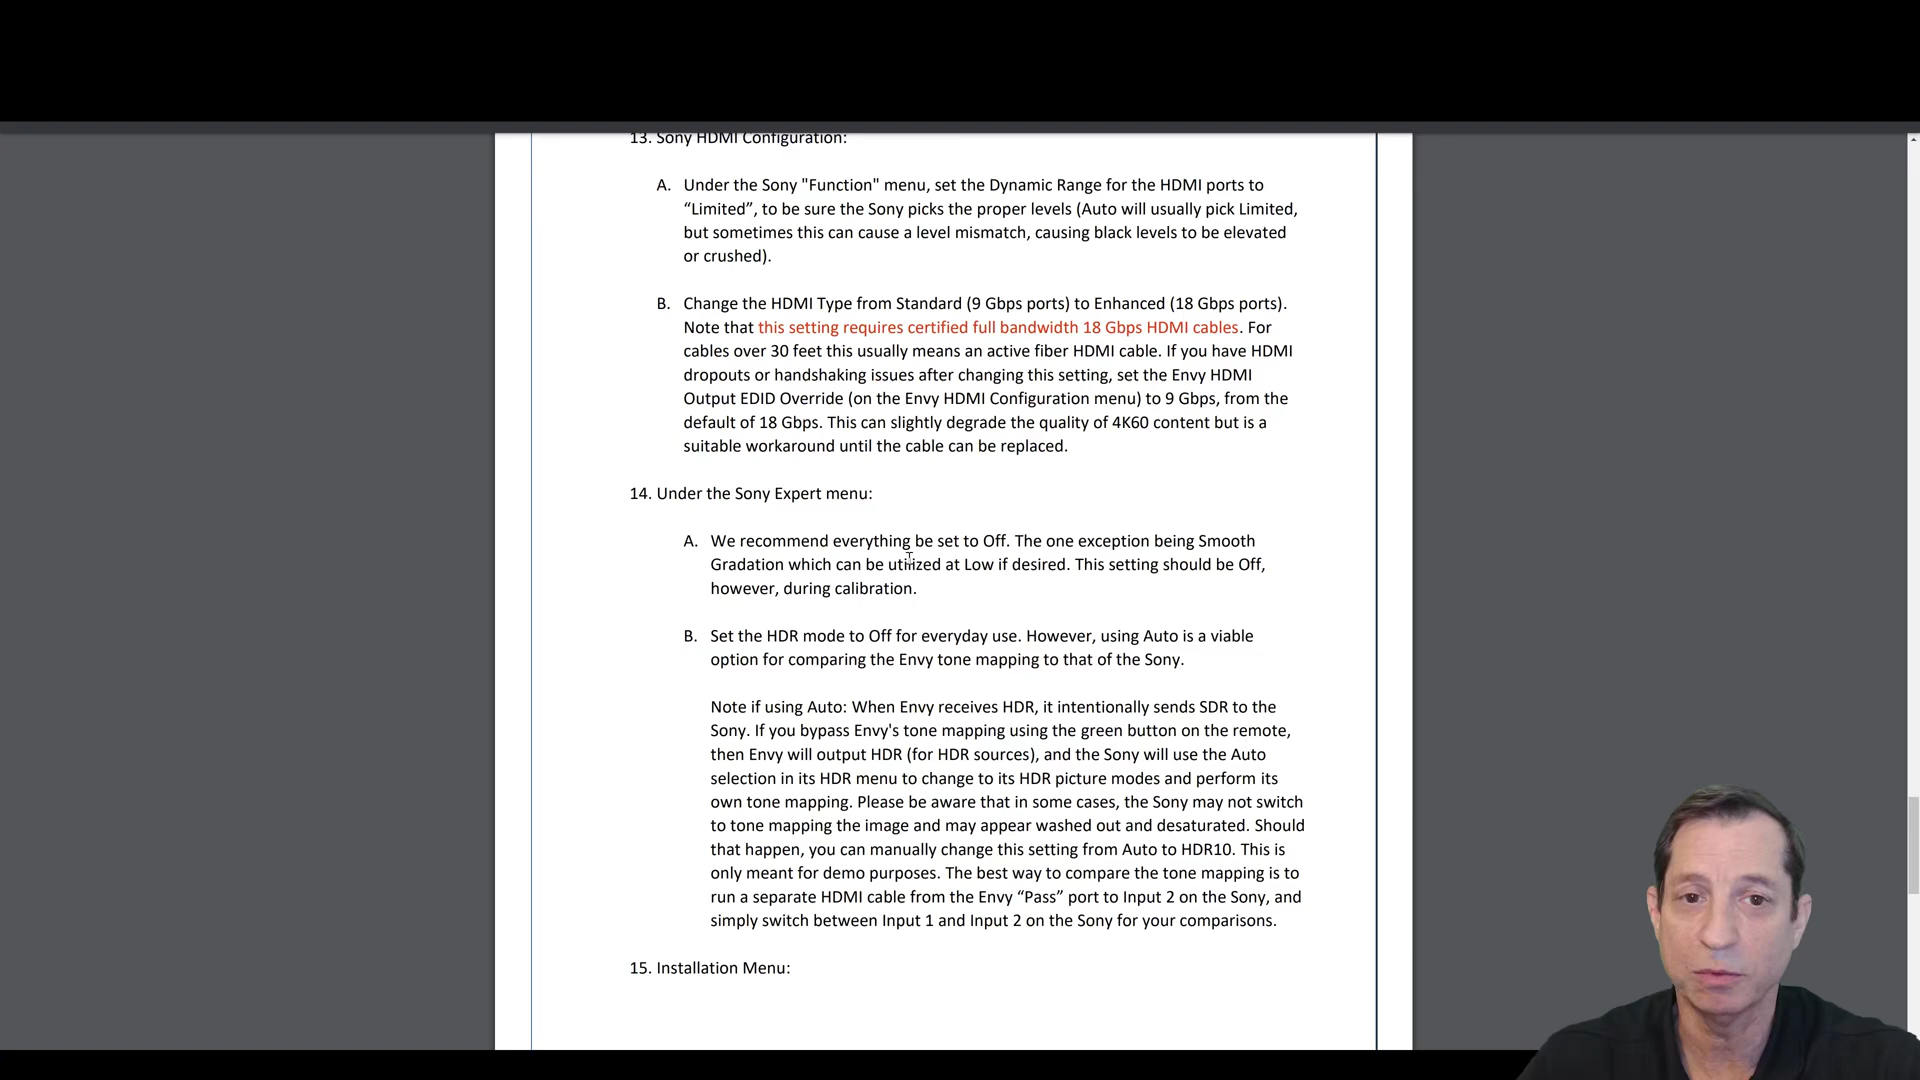 13. Sony HDMI Configuration:
A. Under the Sony "Function" menu, set the Dynamic Range for the HDMI ports to
“Limited”, to be sure the Sony picks the proper levels (Auto will usually pick Limited,
but sometimes this can cause a level mismatch, causing black levels to be elevated
or crushed).
B. Change the HDMI Type from Standard (9 Gbps ports) to Enhanced (18 Gbps ports).
Note that this setting requires certified full bandwidth 18 Gbps HDMI cables. For
cables over 30 feet this usually means an active fiber HDMI cable. If you have HDMI
dropouts or handshaking issues after changing this setting, set the Envy HDMI
Output EDID Override (on the Envy HDMI Configuration menu) to 9 Gbps, from the
default of 18 Gbps. This can slightly degrade the quality of 4K60 content but is a
suitable workaround until the cable can be replaced.
14. Under the Sony Expert menu:
A. We recommend everything be set to Off. The one exception being Smooth
Gradation which can be utilized at Low if desired. This setting should be Off,
however, during calibration.
B. Set the HDR mode to Off for everyday use. However, using Auto is a viable
option for comparing the Envy tone mapping to that of the Sony.
Note if using Auto: When Envy receives HDR, it intentionally sends SDR to the
Sony. If you bypass Envy's tone mapping using the green button on the remote,
then Envy will output HDR (for HDR sources), and the Sony will use the Auto
selection in its HDR menu to change to its HDR picture modes and perform its
own tone mapping. Please be aware that in some cases, the Sony may not switch
to tone mapping the image and may appear washed out and desaturated. Should
that happen, you can manually change this setting from Auto to HDR10. This is
only meant for demo purposes. The best way to compare the tone mapping is to
run a separate HDMI cable from the Envy “Pass” port to Input 2 on the Sony, and
simply switch between Input 1 and Input 2 on the Sony for your comparisons.
15. Installation Menu: